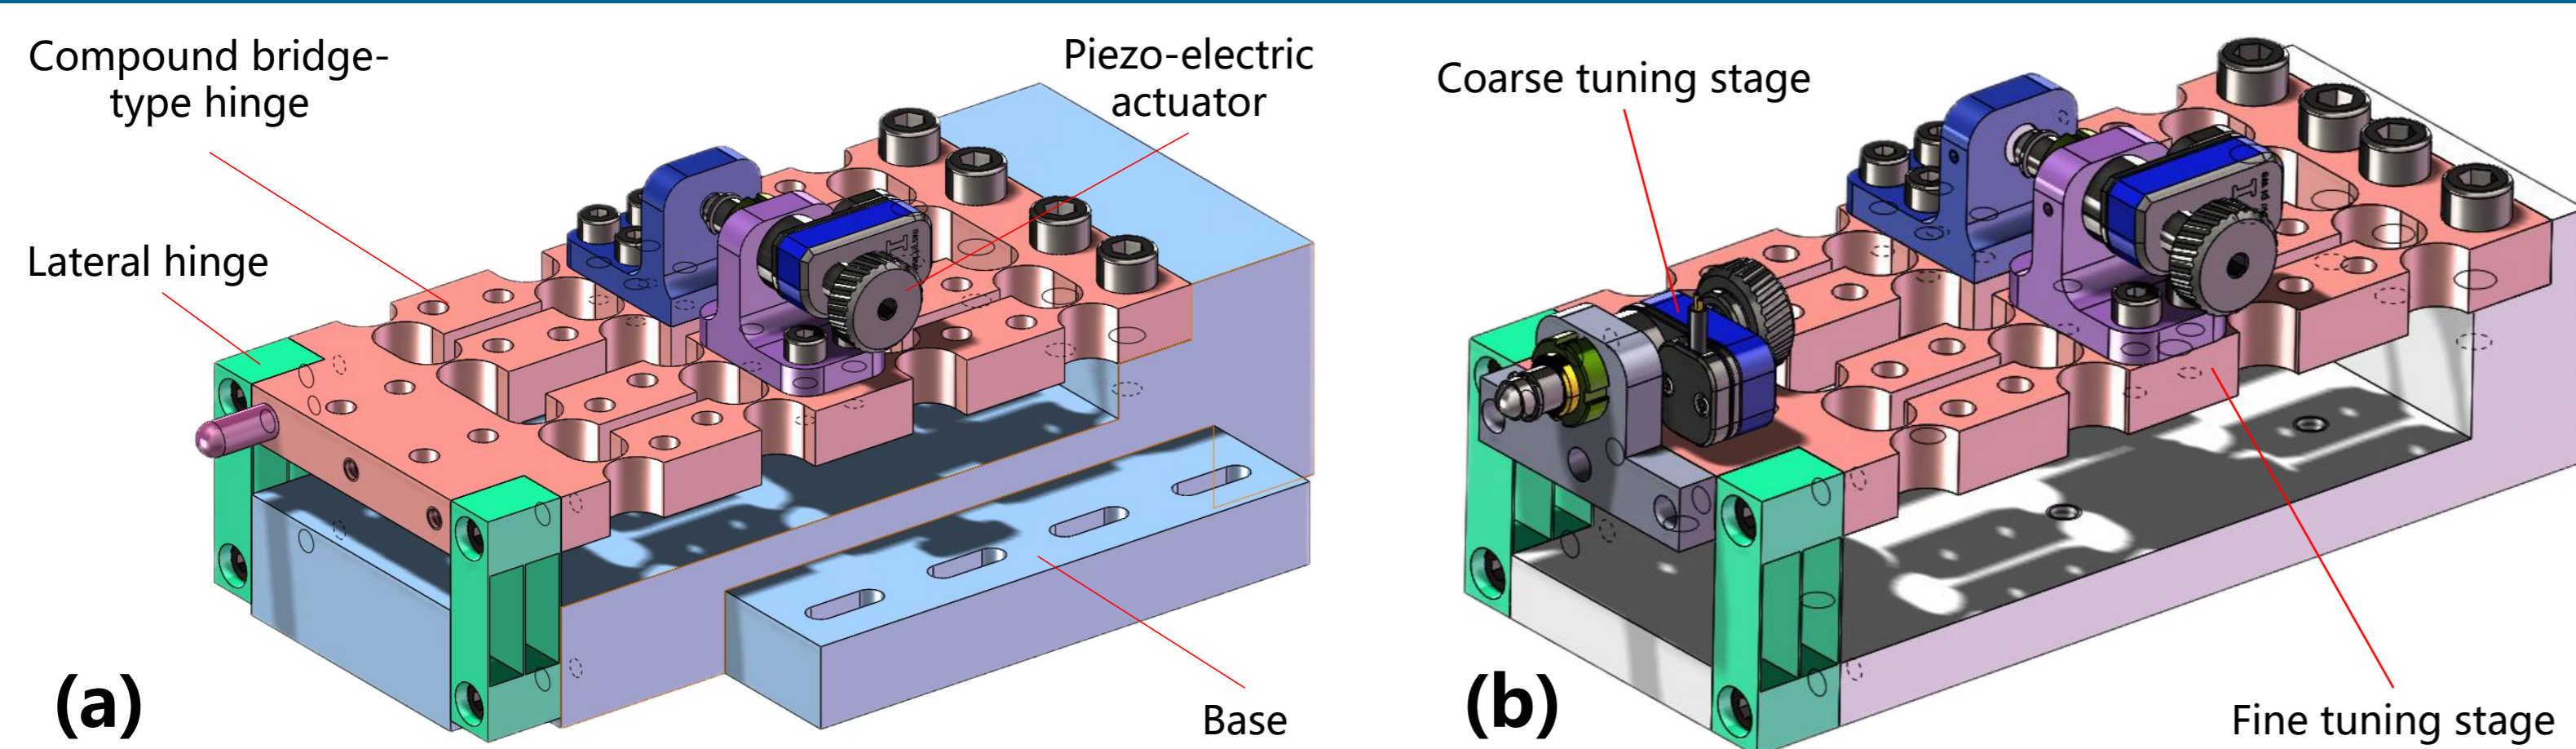 Compound bridge-
type hinge
Piezo-electric
actuator
Lateral hinge
Base
(a)
Coarse tuning stage
Fine tuning stage
(b)